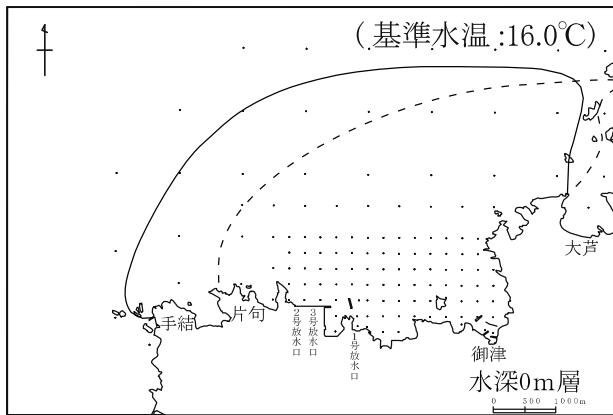 (基準水温:16.0℃)
大芦
手結
片句
2号放水口
3号放水口
1号放水口
御津
水深0m層
0 500 1000m